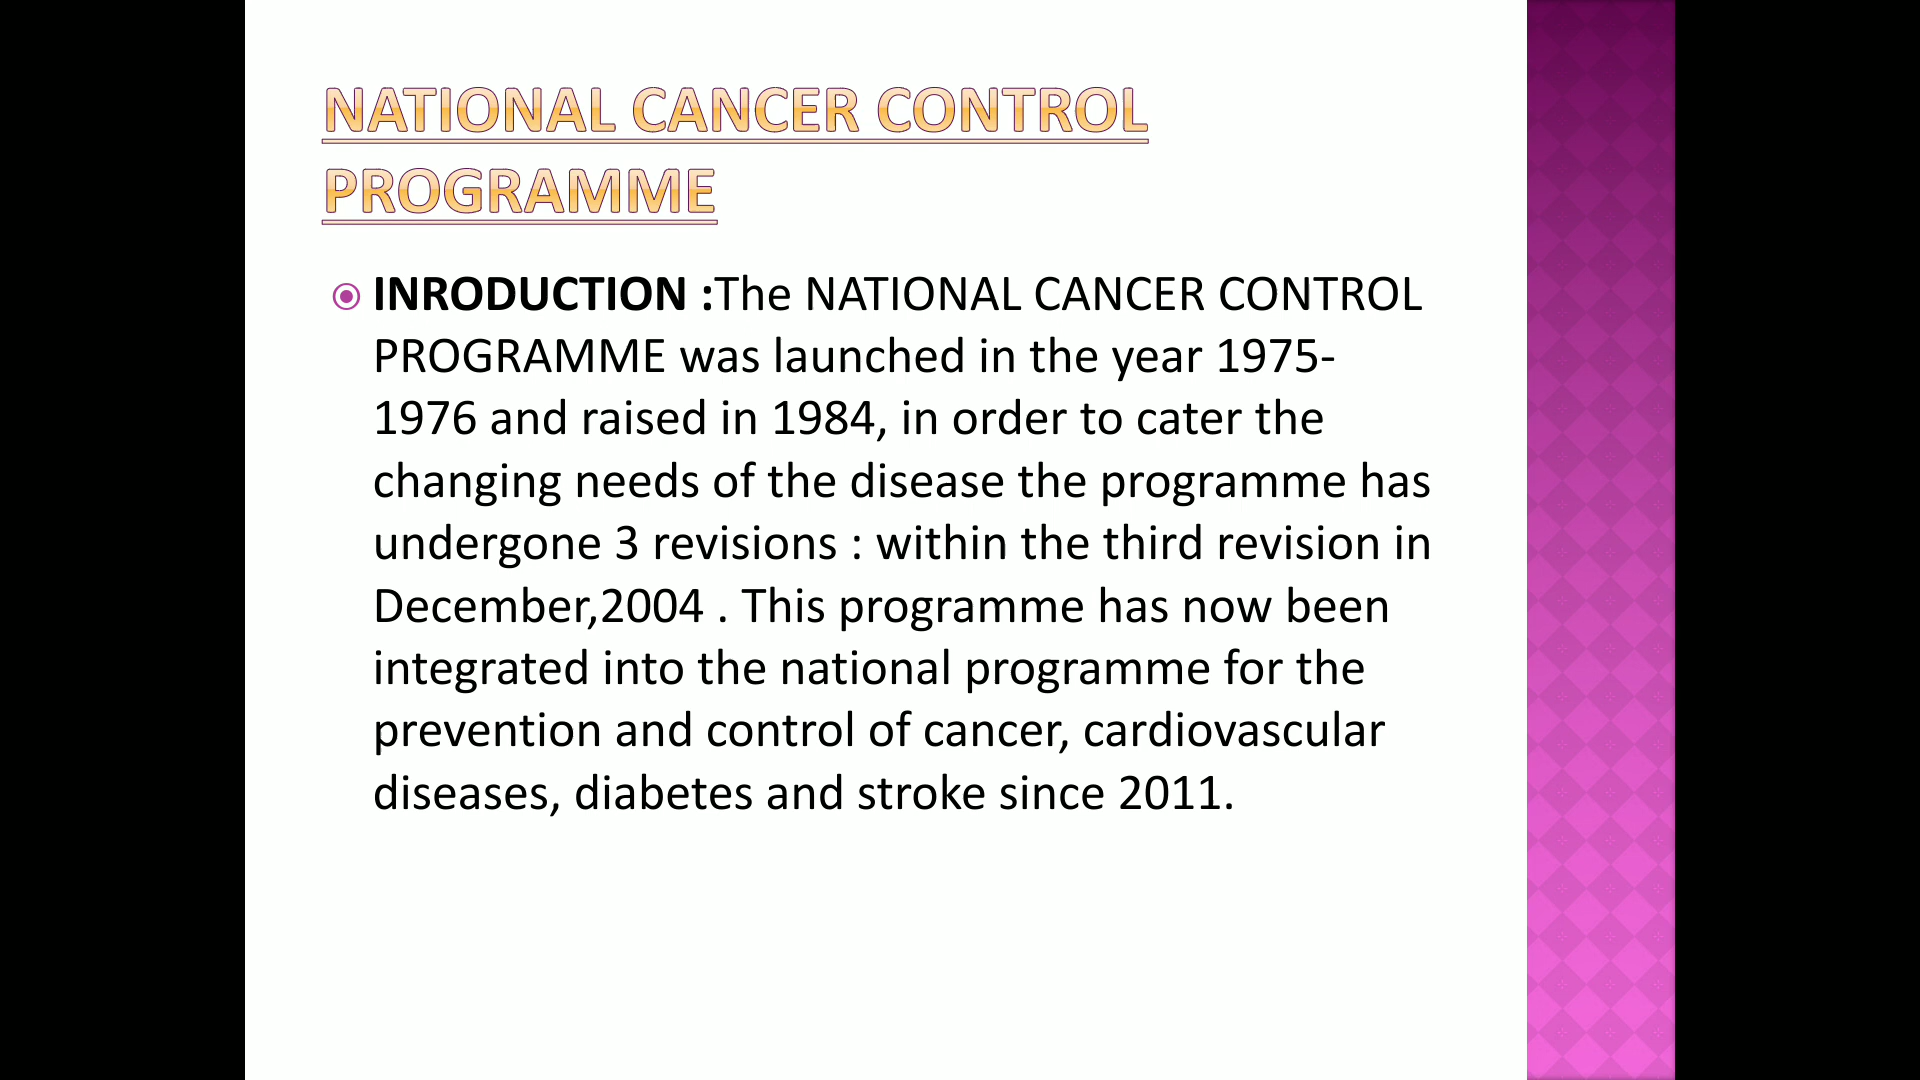 NATIONAL CANCER CONTROL
PROGRAMME
INRODUCTION :The NATIONAL CANCER CONTROL
PROGRAMME was launched in the year 1975-
1976 and raised in 1984, in order to cater the
changing needs of the disease the programme has
undergone 3 revisions : within the third revision in
December,2004 . This programme has now been
integrated into the national programme for the
prevention and control of cancer, cardiovascular
diseases, diabetes and stroke since 2011.